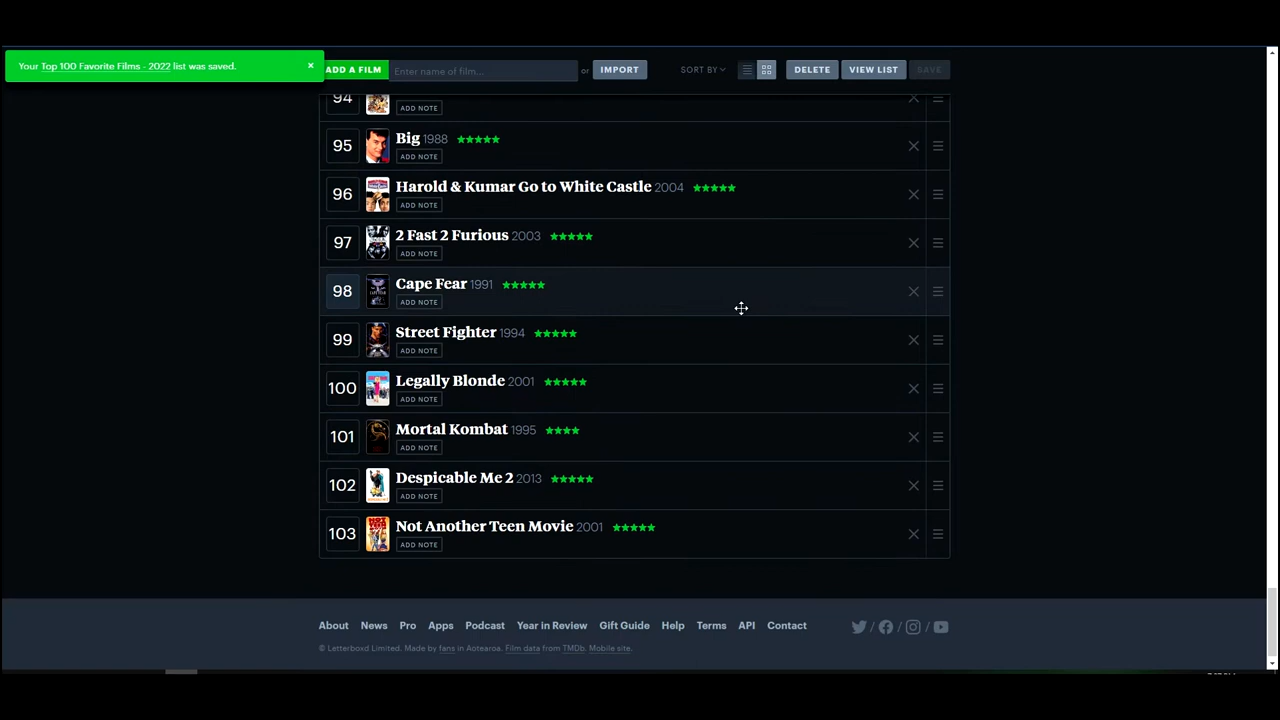 Your Top 100 Favorite Films - 2022 list was saved. ×
ADD A FILM Enter name of film... or IMPORT SORT BY DELETE VIEW LIST SAVE
94 ADD NOTE
95 Big 1988 ★★★★★
ADD NOTE
96 Harold & Kumar Go to White Castle 2004 ★★★★★
ADD NOTE
97 2 Fast 2 Furious 2003 ★★★★★
ADD NOTE
98 Cape Fear 1991 ★★★★★
ADD NOTE
99 Street Fighter 1994 ★★★★★
ADD NOTE
100 Legally Blonde 2001 ★★★★★
ADD NOTE
101 Mortal Kombat 1995 ★★★★
ADD NOTE
102 Despicable Me 2 2013 ★★★★★
ADD NOTE
103 Not Another Teen Movie 2001 ★★★★★
ADD NOTE
About News Pro Apps Podcast Year in Review Gift Guide Help Terms API Contact / / /
© Letterboxd Limited. Made by fans in Aotearoa. Film data from TMDb. Mobile site.